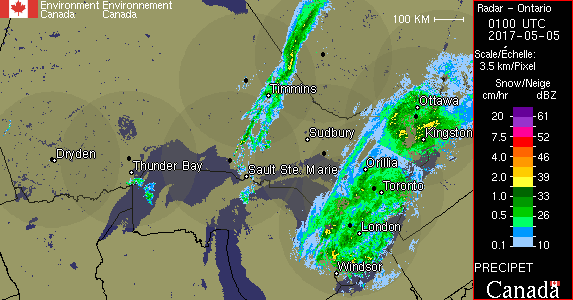 Environment Environnement
Canada Canada
Radar - Ontario
0100 UTC
2017-05-05
Scale/Échelle:
3.5 km/Pixel
Snow/Neige
cm/hr dBZ
20 61
7.5 52
4.0 46
2.0 39
1.0 33
0.5 26
0.1 10
PRECIPET
Canada
100 KM
Timmins
Ottawa
Kingston
Sudbury
Dryden
Thunder Bay
Sault Ste. Marie
Orillia
Toronto
London
Windsor